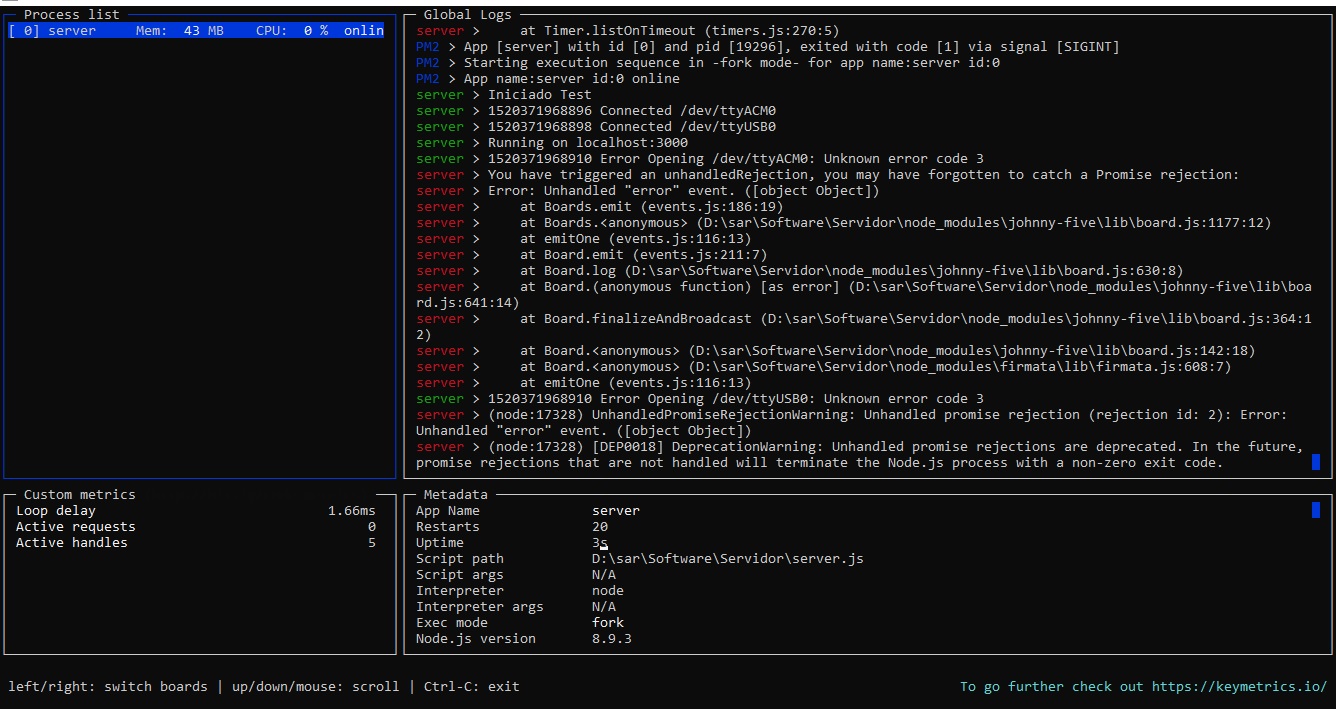 Process list
[ 0] server     Mem:  43 MB    CPU:  0 %  onlin
Global Logs
server >     at Timer.listOnTimeout (timers.js:270:5)
PM2 > App [server] with id [0] and pid [19296], exited with code [1] via signal [SIGINT]
PM2 > Starting execution sequence in -fork mode- for app name:server id:0
PM2 > App name:server id:0 online
server > Iniciado Test
server > 1520371968896 Connected /dev/ttyACM0
server > 1520371968898 Connected /dev/ttyUSB0
server > Running on localhost:3000
server > 1520371968910 Error Opening /dev/ttyACM0: Unknown error code 3
server > You have triggered an unhandledRejection, you may have forgotten to catch a Promise rejection:
server > Error: Unhandled "error" event. ([object Object])
server >     at Boards.emit (events.js:186:19)
server >     at Boards.<anonymous> (D:\sar\Software\Servidor\node_modules\johnny-five\lib\board.js:1177:12)
server >     at emitOne (events.js:116:13)
server >     at Board.emit (events.js:211:7)
server >     at Board.log (D:\sar\Software\Servidor\node_modules\johnny-five\lib\board.js:630:8)
server >     at Board.(anonymous function) [as error] (D:\sar\Software\Servidor\node_modules\johnny-five\lib\boa
rd.js:641:14)
server >     at Board.finalizeAndBroadcast (D:\sar\Software\Servidor\node_modules\johnny-five\lib\board.js:364:1
2)
server >     at Board.<anonymous> (D:\sar\Software\Servidor\node_modules\johnny-five\lib\board.js:142:18)
server >     at Board.<anonymous> (D:\sar\Software\Servidor\node_modules\firmata\lib\firmata.js:608:7)
server >     at emitOne (events.js:116:13)
server > 1520371968910 Error Opening /dev/ttyUSB0: Unknown error code 3
server > (node:17328) UnhandledPromiseRejectionWarning: Unhandled promise rejection (rejection id: 2): Error:
Unhandled "error" event. ([object Object])
server > (node:17328) [DEP0018] DeprecationWarning: Unhandled promise rejections are deprecated. In the future,
promise rejections that are not handled will terminate the Node.js process with a non-zero exit code.
Custom metrics
Loop delay 1.66ms
Active requests 0
Active handles 5
Metadata
App Name server
Restarts 20
Uptime 3s
Script path D:\sar\Software\Servidor\server.js
Script args N/A
Interpreter node
Interpreter args N/A
Exec mode fork
Node.js version 8.9.3
left/right: switch boards | up/down/mouse: scroll | Ctrl-C: exit
To go further check out https://keymetrics.io/